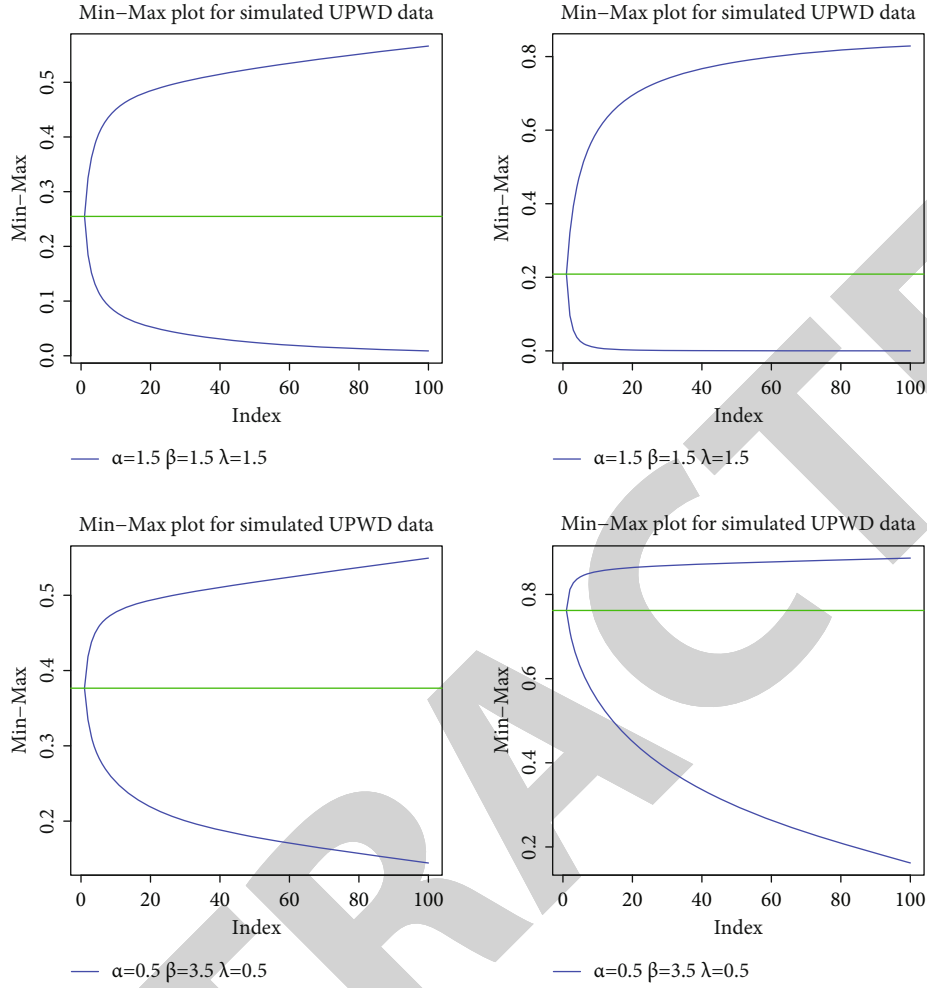 Min−Max plot for simulated UPWD data
Min−Max
0.0 0.1 0.2 0.3 0.4 0.5
0 20 40 60 80 100
Index
α=1.5 β=1.5 λ=1.5
Min−Max plot for simulated UPWD data
Min−Max
0.0 0.2 0.4 0.6 0.8
0 20 40 60 80 100
Index
α=1.5 β=1.5 λ=1.5
Min−Max plot for simulated UPWD data
Min−Max
0.2 0.3 0.4 0.5
0 20 40 60 80 100
Index
α=0.5 β=3.5 λ=0.5
Min−Max plot for simulated UPWD data
Min−Max
0.2 0.4 0.6 0.8
0 20 40 60 80 100
Index
α=0.5 β=3.5 λ=0.5
TRACTE